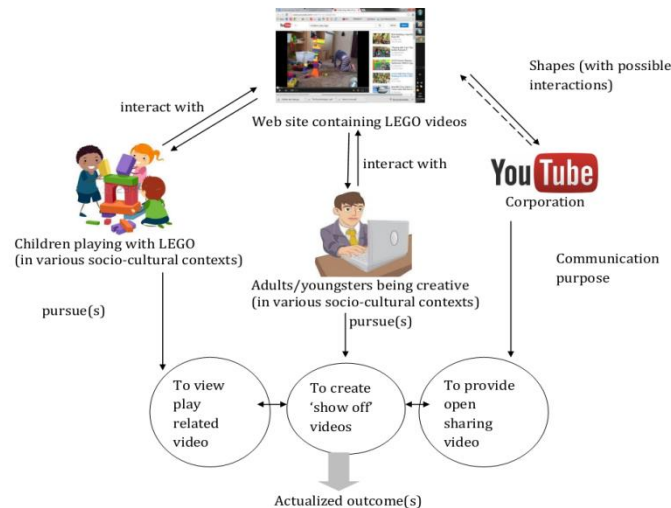 YouTube
interact with
Shapes (with possible
interactions)
Web site containing LEGO videos
interact with
YouTube
Corporation
Children playing with LEGO
(in various socio-cultural contexts)
Adults/youngsters being creative
(in various socio-cultural contexts)
Communication
purpose
pursue(s)
pursue(s)
To view
play
related
video
To create
‘show off’
videos
To provide
open
sharing
video
Actualized outcome(s)